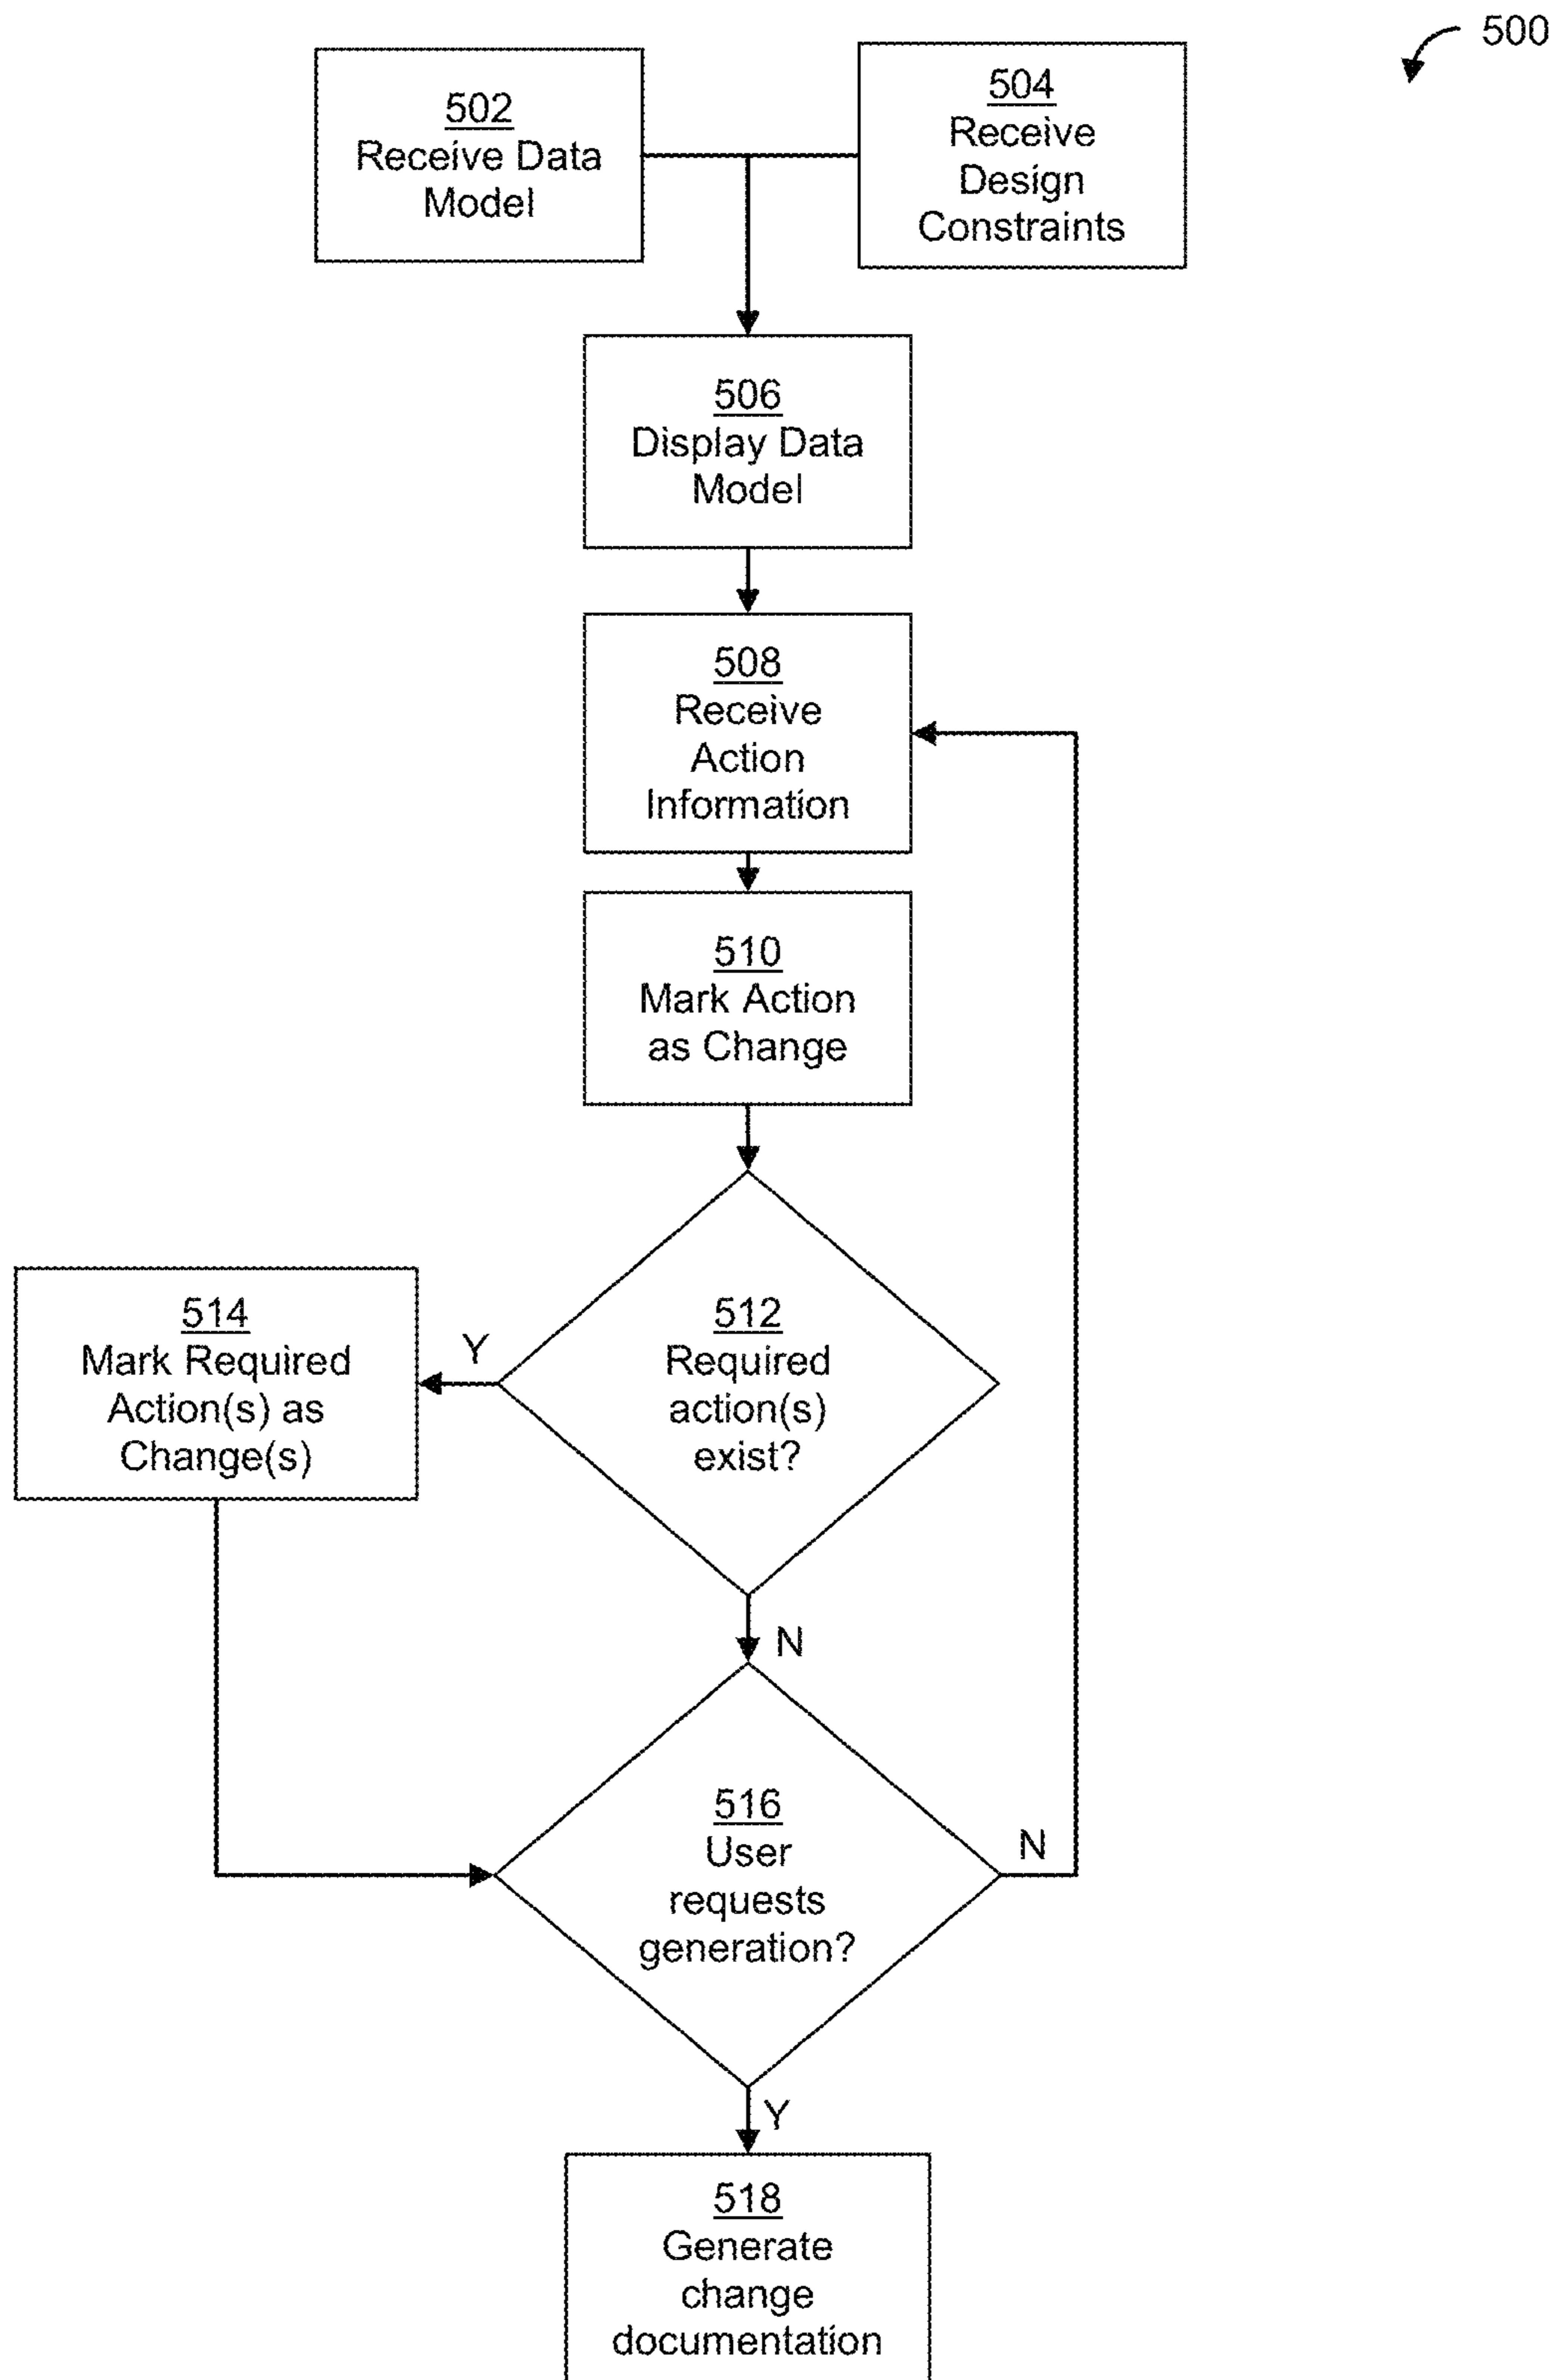 500
502
Receive Data
Model
504
Receive
Design
Constraints
506
Display Data
Model
508
Receive
Action
Information
510
Mark Action
as Change
512
Required
action(s)
exist?
Y
514
Mark Required
Action(s) as
Change(s)
N
516
User
requests
generation?
N
Y
518
Generate
change
documentation